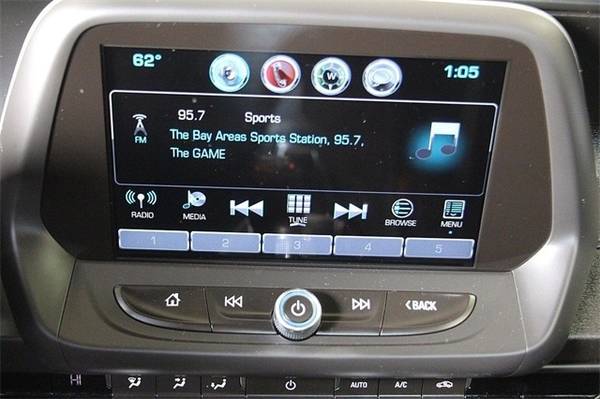 62° W 1:05
95.7 Sports
FM
The Bay Areas Sports Station, 95.7,
The GAME
RADIO MEDIA TUNE BROWSE MENU
1 2 3 4 5
BACK
AUTO A/C